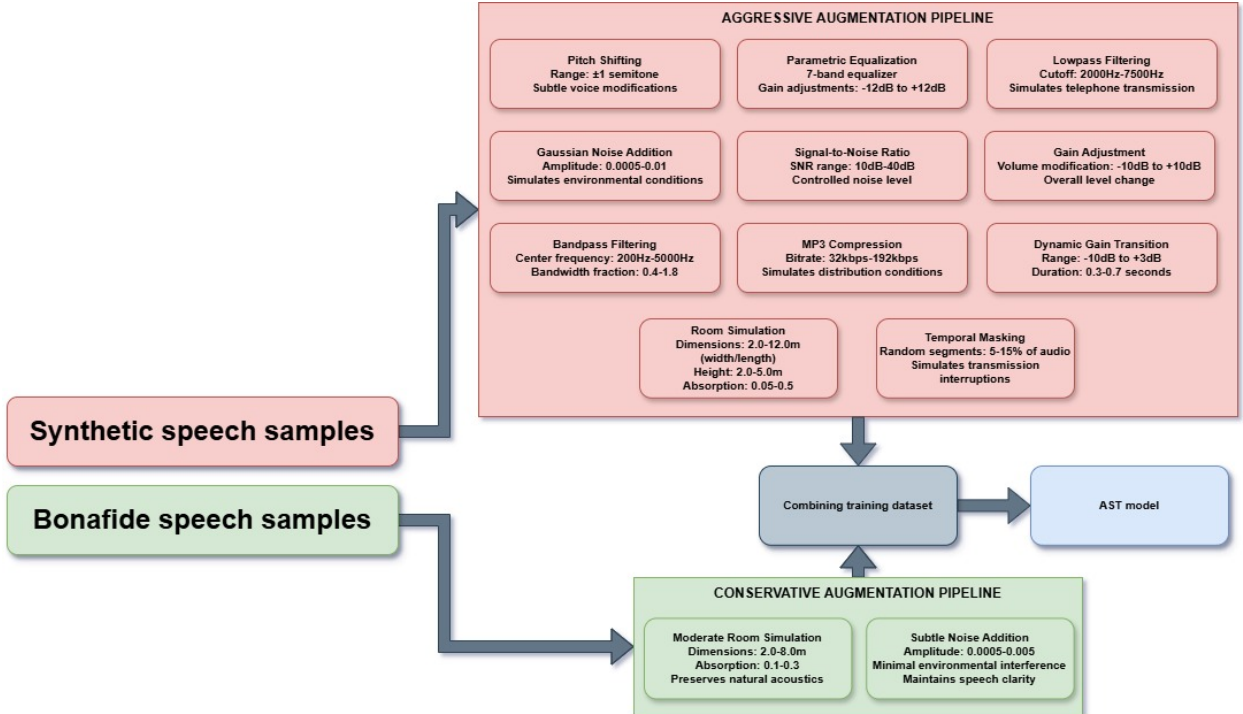 AGGRESSIVE AUGMENTATION PIPELINE
Pitch Shifting
Range: ±1 semitone
Subtle voice modifications
Parametric Equalization
7-band equalizer
Gain adjustments: -12dB to +12dB
Lowpass Filtering
Cutoff: 2000Hz-7500Hz
Simulates telephone transmission
Gaussian Noise Addition
Amplitude: 0.0005-0.01
Simulates environmental conditions
Signal-to-Noise Ratio
SNR range: 10dB-40dB
Controlled noise level
Gain Adjustment
Volume modification: -10dB to +10dB
Overall level change
Bandpass Filtering
Center frequency: 200Hz-5000Hz
Bandwidth fraction: 0.4-1.8
MP3 Compression
Bitrate: 32kbps-192kbps
Simulates distribution conditions
Dynamic Gain Transition
Range: -10dB to +3dB
Duration: 0.3-0.7 seconds
Room Simulation
Dimensions: 2.0-12.0m
(width/length)
Height: 2.0-5.0m
Absorption: 0.05-0.5
Temporal Masking
Random segments: 5-15% of audio
Simulates transmission
interruptions
Synthetic speech samples
Bonafide speech samples
Combining training dataset
AST model
CONSERVATIVE AUGMENTATION PIPELINE
Moderate Room Simulation
Dimensions: 2.0-8.0m
Absorption: 0.1-0.3
Preserves natural acoustics
Subtle Noise Addition
Amplitude: 0.0005-0.005
Minimal environmental interference
Maintains speech clarity